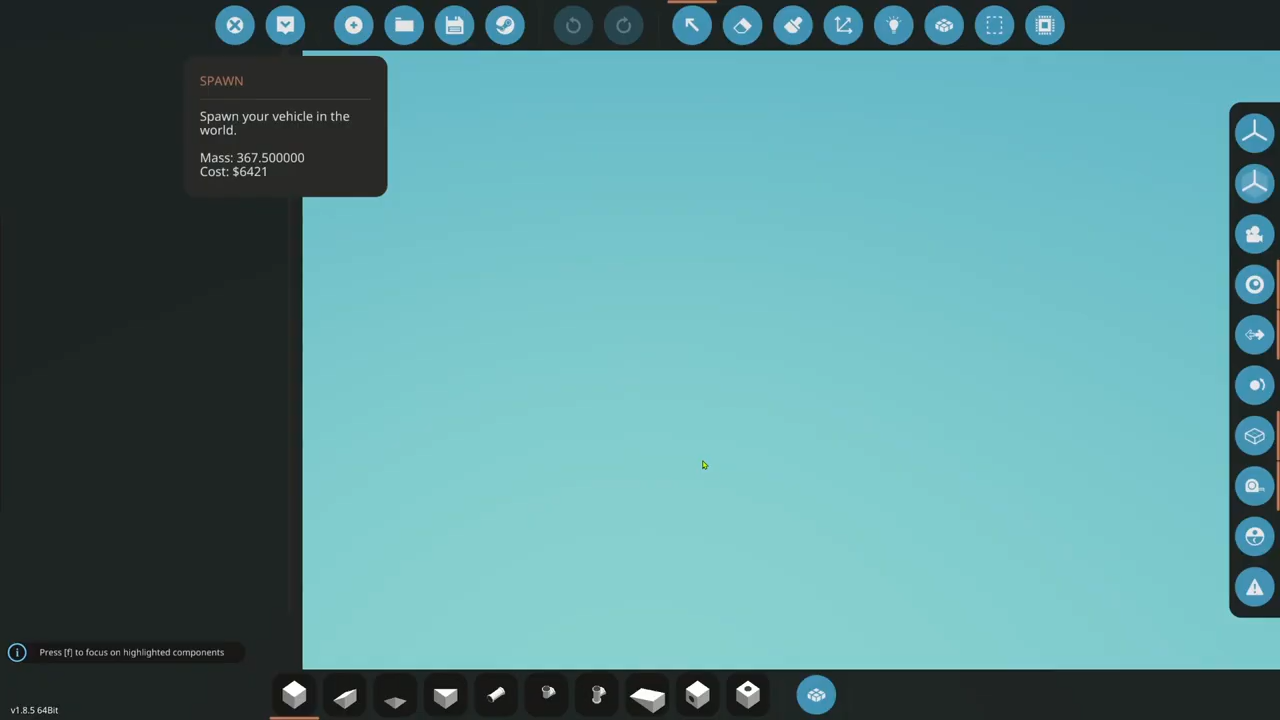 SPAWN
Spawn your vehicle in the
world.
Mass: 367.500000
Cost: $6421
Press [f] to focus on highlighted components
v1.8.5 64Bit